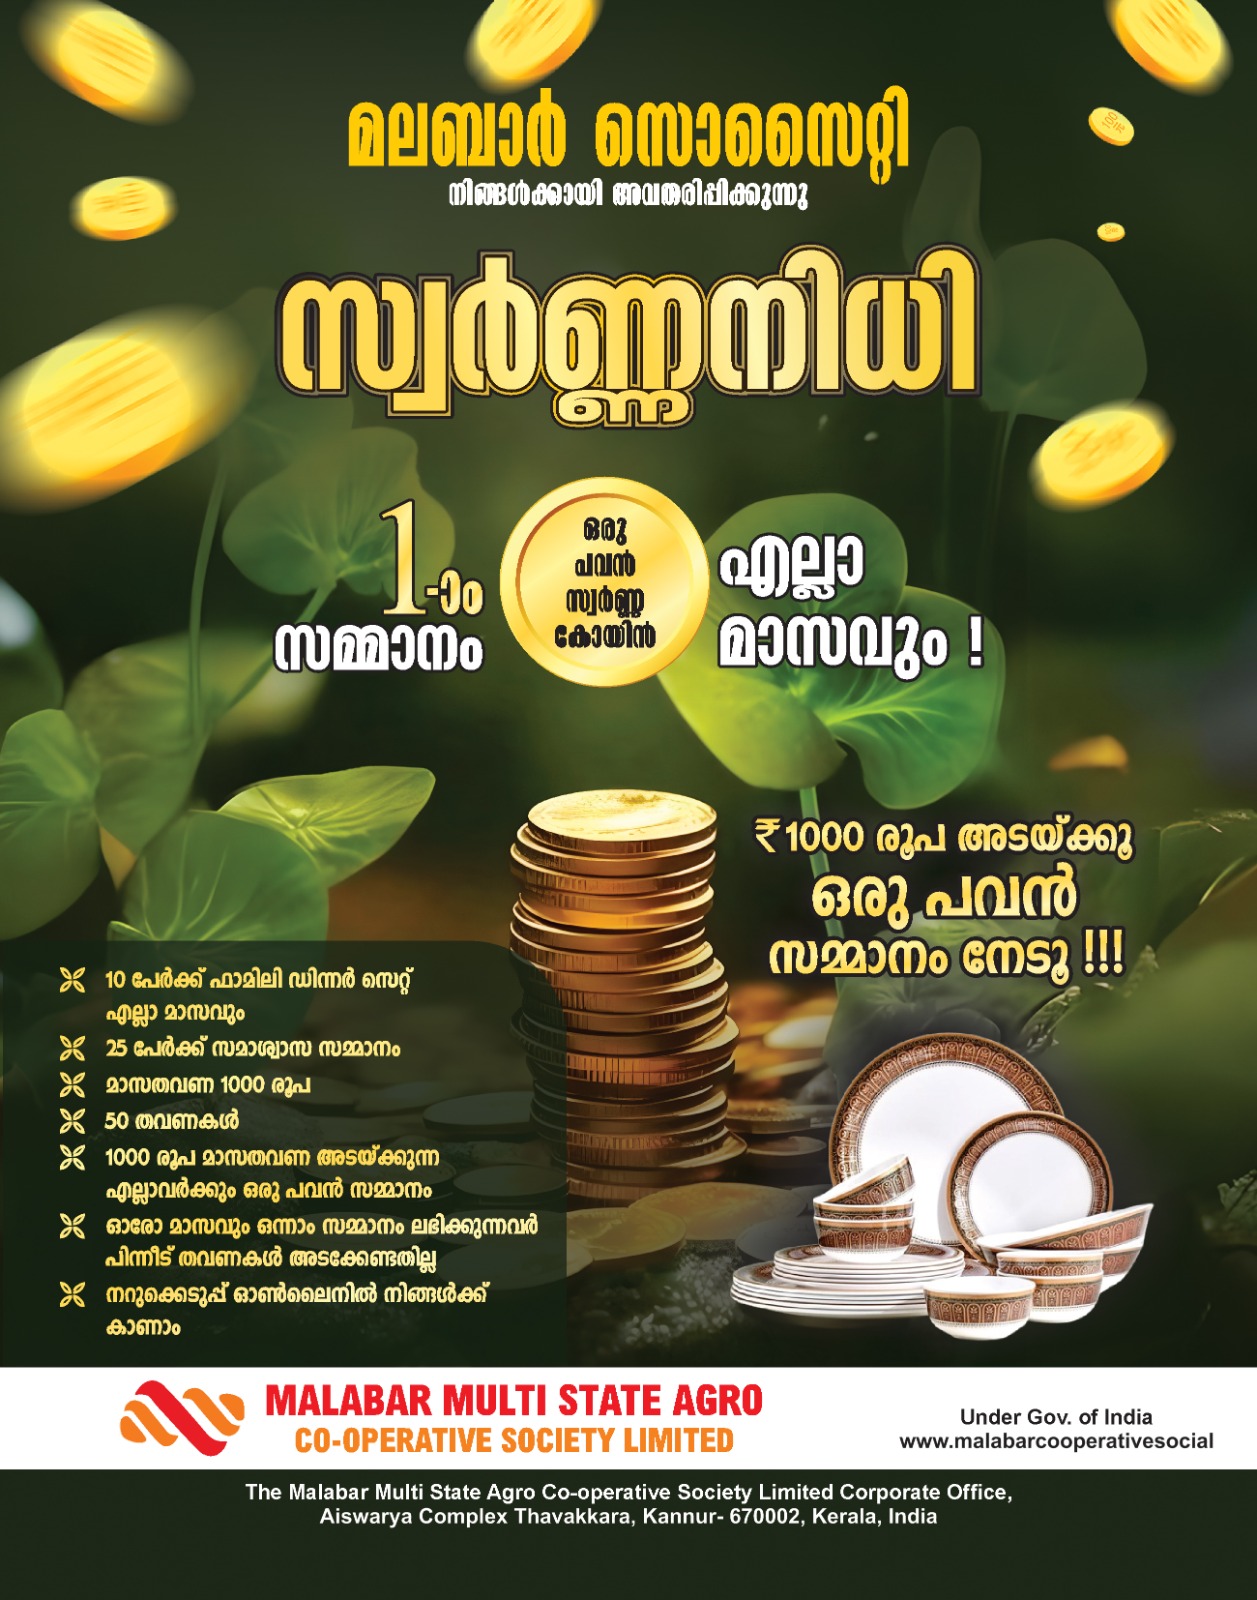 മലബാർ സൊസൈറ്റി
നിങ്ങൾക്കായി അവതരിപ്പിക്കുന്നു
സ്വർണ്ണനിധി
1-ാം
സമ്മാനം
ഒരു
പവൻ
സ്വർണ്ണ
കോയിൻ
എല്ലാ
മാസവും !
₹1000 രൂപ അടയ്ക്കൂ
ഒരു പവൻ
സമ്മാനം നേടൂ !!!
10 പേർക്ക് ഫാമിലി ഡിന്നർ സെറ്റ്
എല്ലാ മാസവും
25 പേർക്ക് സമാശ്വാസ സമ്മാനം
മാസതവണ 1000 രൂപ
50 തവണകൾ
1000 രൂപ മാസതവണ അടയ്ക്കുന്ന
എല്ലാവർക്കും ഒരു പവൻ സമ്മാനം
ഓരോ മാസവും ഒന്നാം സമ്മാനം ലഭിക്കുന്നവർ
പിന്നീട് തവണകൾ അടക്കേണ്ടതില്ല
നറുക്കെടുപ്പ് ഓൺലൈനിൽ നിങ്ങൾക്ക്
കാണാം
MALABAR MULTI STATE AGRO
CO-OPERATIVE SOCIETY LIMITED
Under Gov. of India
www.malabarcooperativesocial
The Malabar Multi State Agro Co-operative Society Limited Corporate Office,
Aiswarya Complex Thavakkara, Kannur- 670002, Kerala, India